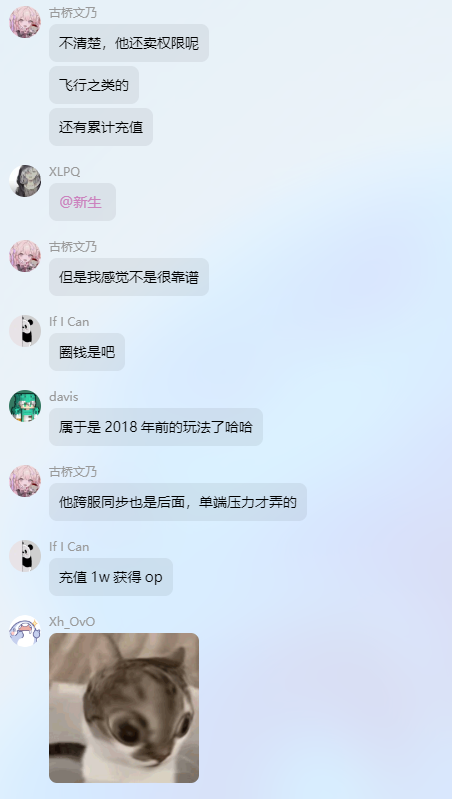 古桥文乃
不清楚，他还卖权限呢
飞行之类的
还有累计充值
XLPQ
@新生
古桥文乃
但是我感觉不是很靠谱
If I Can
圈钱是吧
davis
属于是 2018 年前的玩法了哈哈
古桥文乃
他跨服同步也是后面，单端压力才弄的
If I Can
充值 1w 获得 op
Xh_OvO